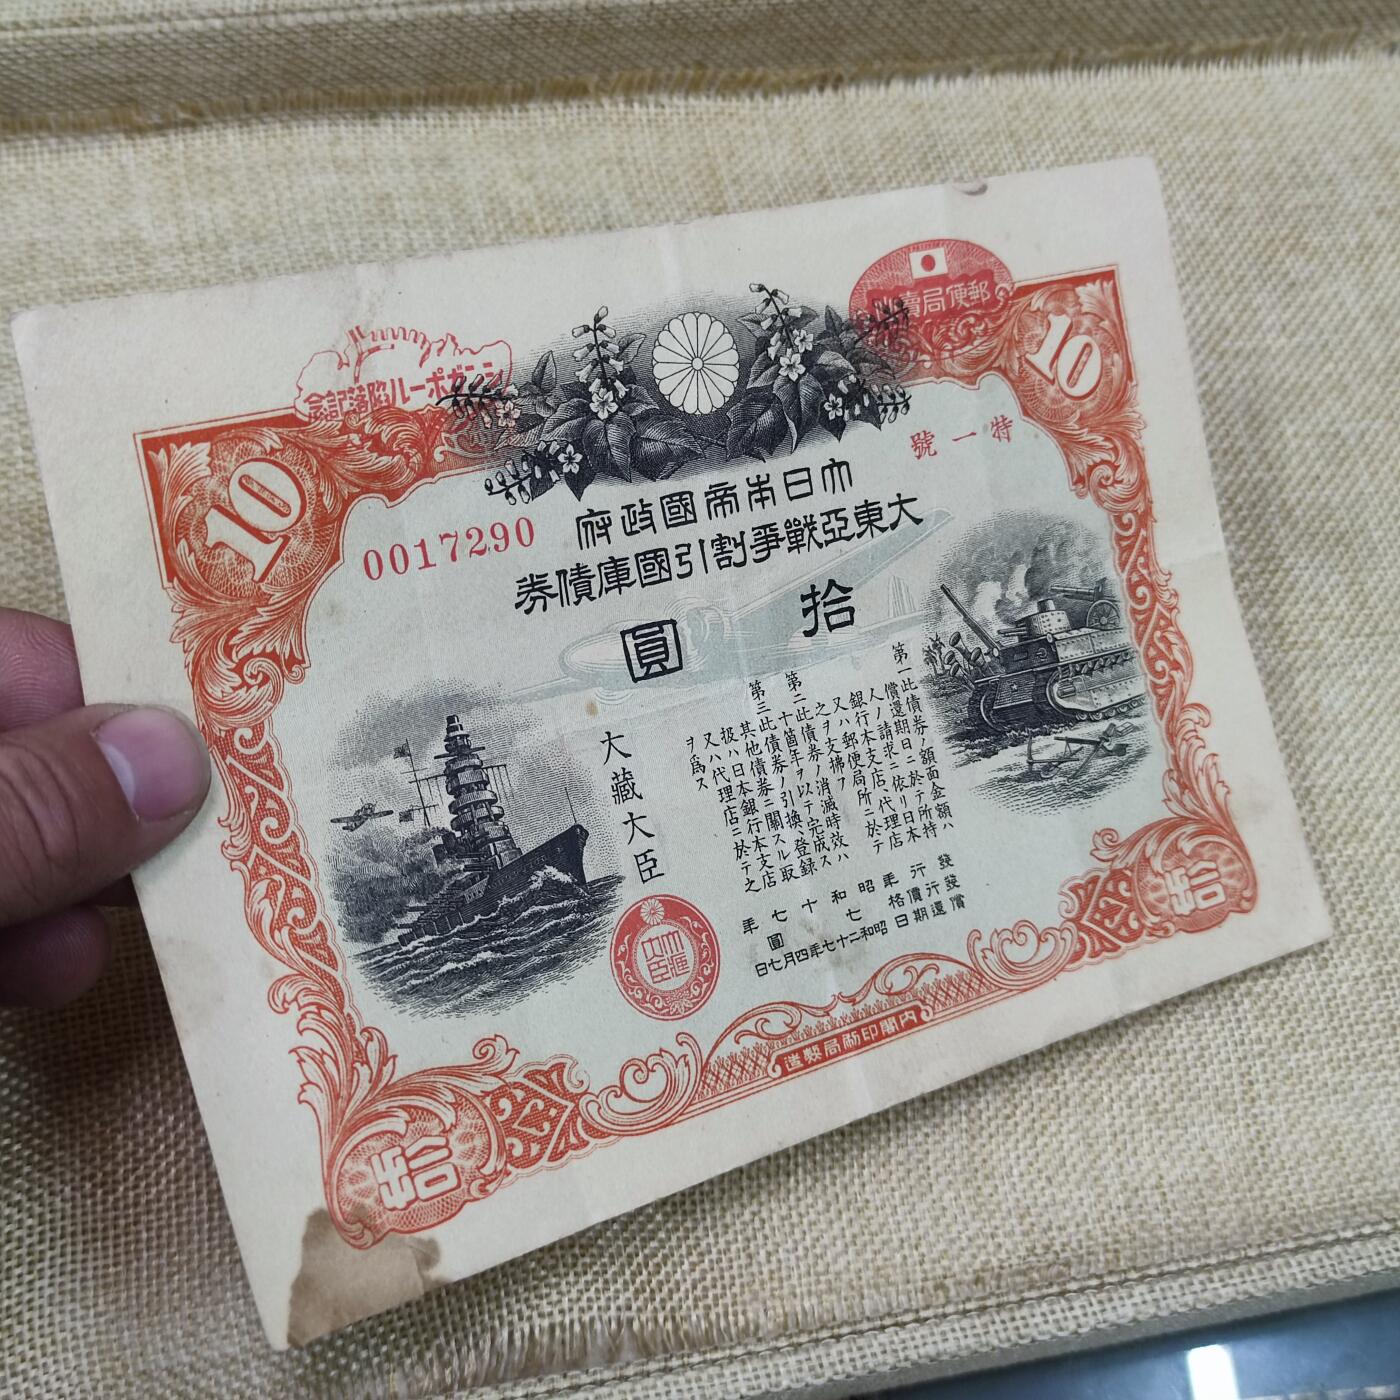 シンガポール陥落記念
郵便局賣出
10
10
特一號
0017290
大日本帝國政府
大東亞戰爭割引國庫債券
拾圓
第一 此債券ノ額面金額ハ
償還期日ニ於テ所持
人ノ請求ニ依リ日本
銀行本支店、代理店
又ハ郵便局所ニ於テ
之ヲ支拂フ
第二 此債券ノ消滅時效ハ
十箇年ヲ以テ完成ス
第三 此債券ノ引換、登錄
其他債券ニ關スル取
扱ハ日本銀行本支店
又ハ代理店ニ於テ之
ヲ爲ス
發行年 昭和十七年
發行價格 七圓
償還期日 昭和二十七年四月七日
大藏大臣
大藏大臣
內閣印刷局製造
拾
拾